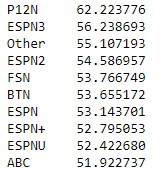 P12N 62.223776
ESPN3 56.238693
Other 55.107193
ESPN2 54.586957
FSN 53.766749
BTN 53.655172
ESPN 53.143701
ESPN+ 52.795053
ESPNU 52.422680
ABC 51.922737